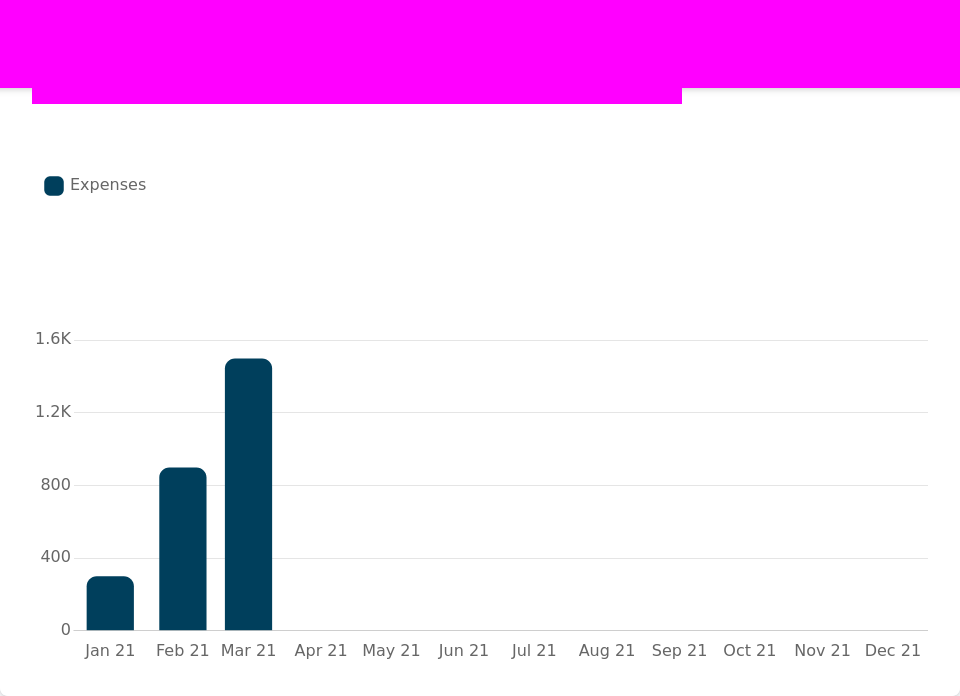 Expenses
1.6K
1.2K
800
400
0
Jan 21 Feb 21 Mar 21 Apr 21 May 21 Jun 21 Jul 21 Aug 21 Sep 21 Oct 21 Nov 21 Dec 21